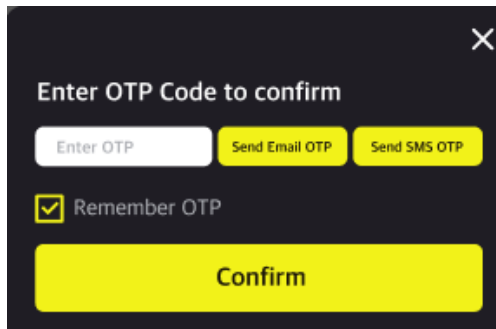 Enter OTP Code to confirm
Enter OTP Send Email OTP Send SMS OTP
Remember OTP
Confirm